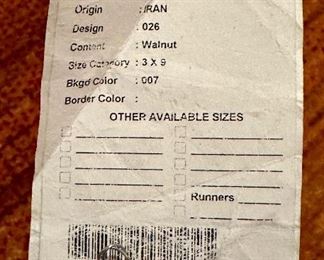 Origin : IRAN
Design : 026
Content : Walnut
Size Category : 3 X 9
Bkgd Color : 007
Border Color :
OTHER AVAILABLE SIZES
Runners